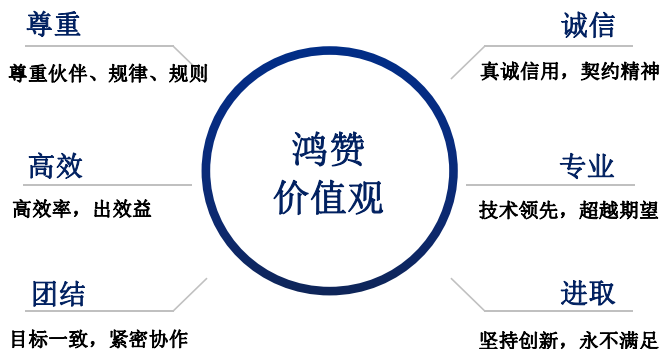 尊重
尊重伙伴、规律、规则
诚信
真诚信用，契约精神
鸿赞
价值观
高效
高效率，出效益
专业
技术领先，超越期望
团结
目标一致，紧密协作
进取
坚持创新，永不满足